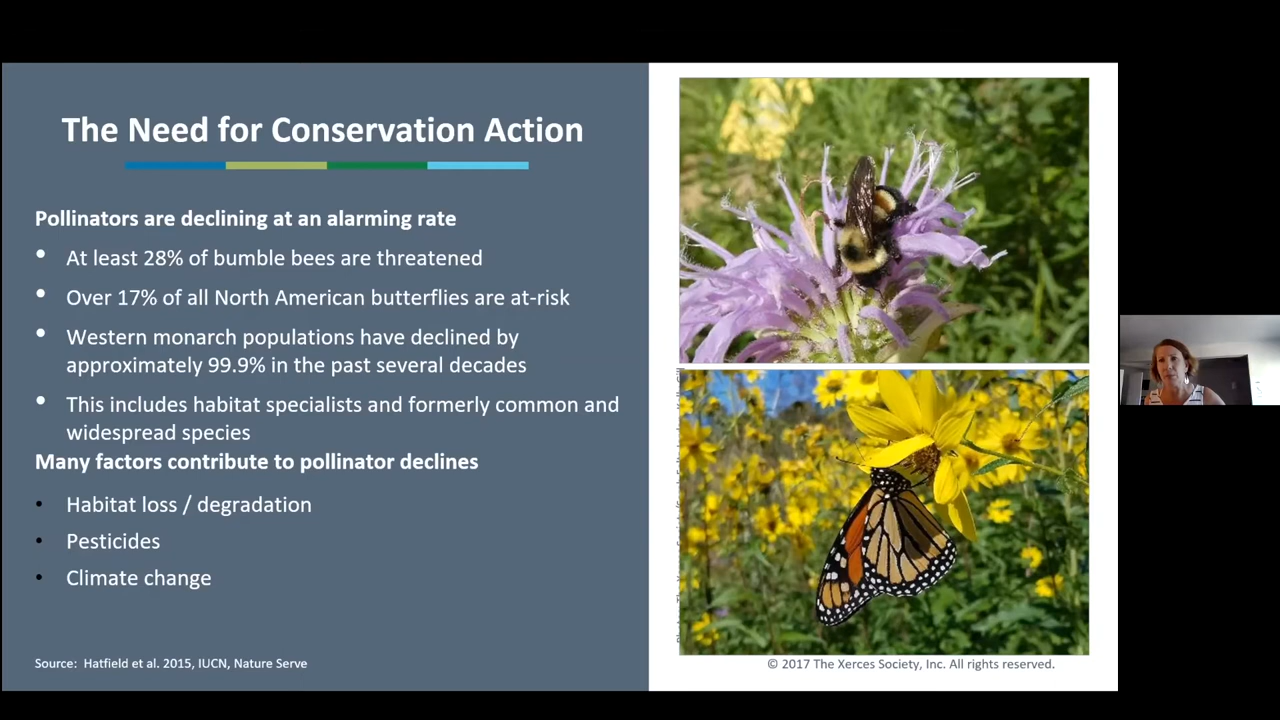 The Need for Conservation Action
Pollinators are declining at an alarming rate
• At least 28% of bumble bees are threatened
• Over 17% of all North American butterflies are at-risk
• Western monarch populations have declined by
approximately 99.9% in the past several decades
• This includes habitat specialists and formerly common and
widespread species
Many factors contribute to pollinator declines
• Habitat loss / degradation
• Pesticides
• Climate change
Source: Hatfield et al. 2015, IUCN, Nature Serve
© 2017 The Xerces Society, Inc. All rights reserved.